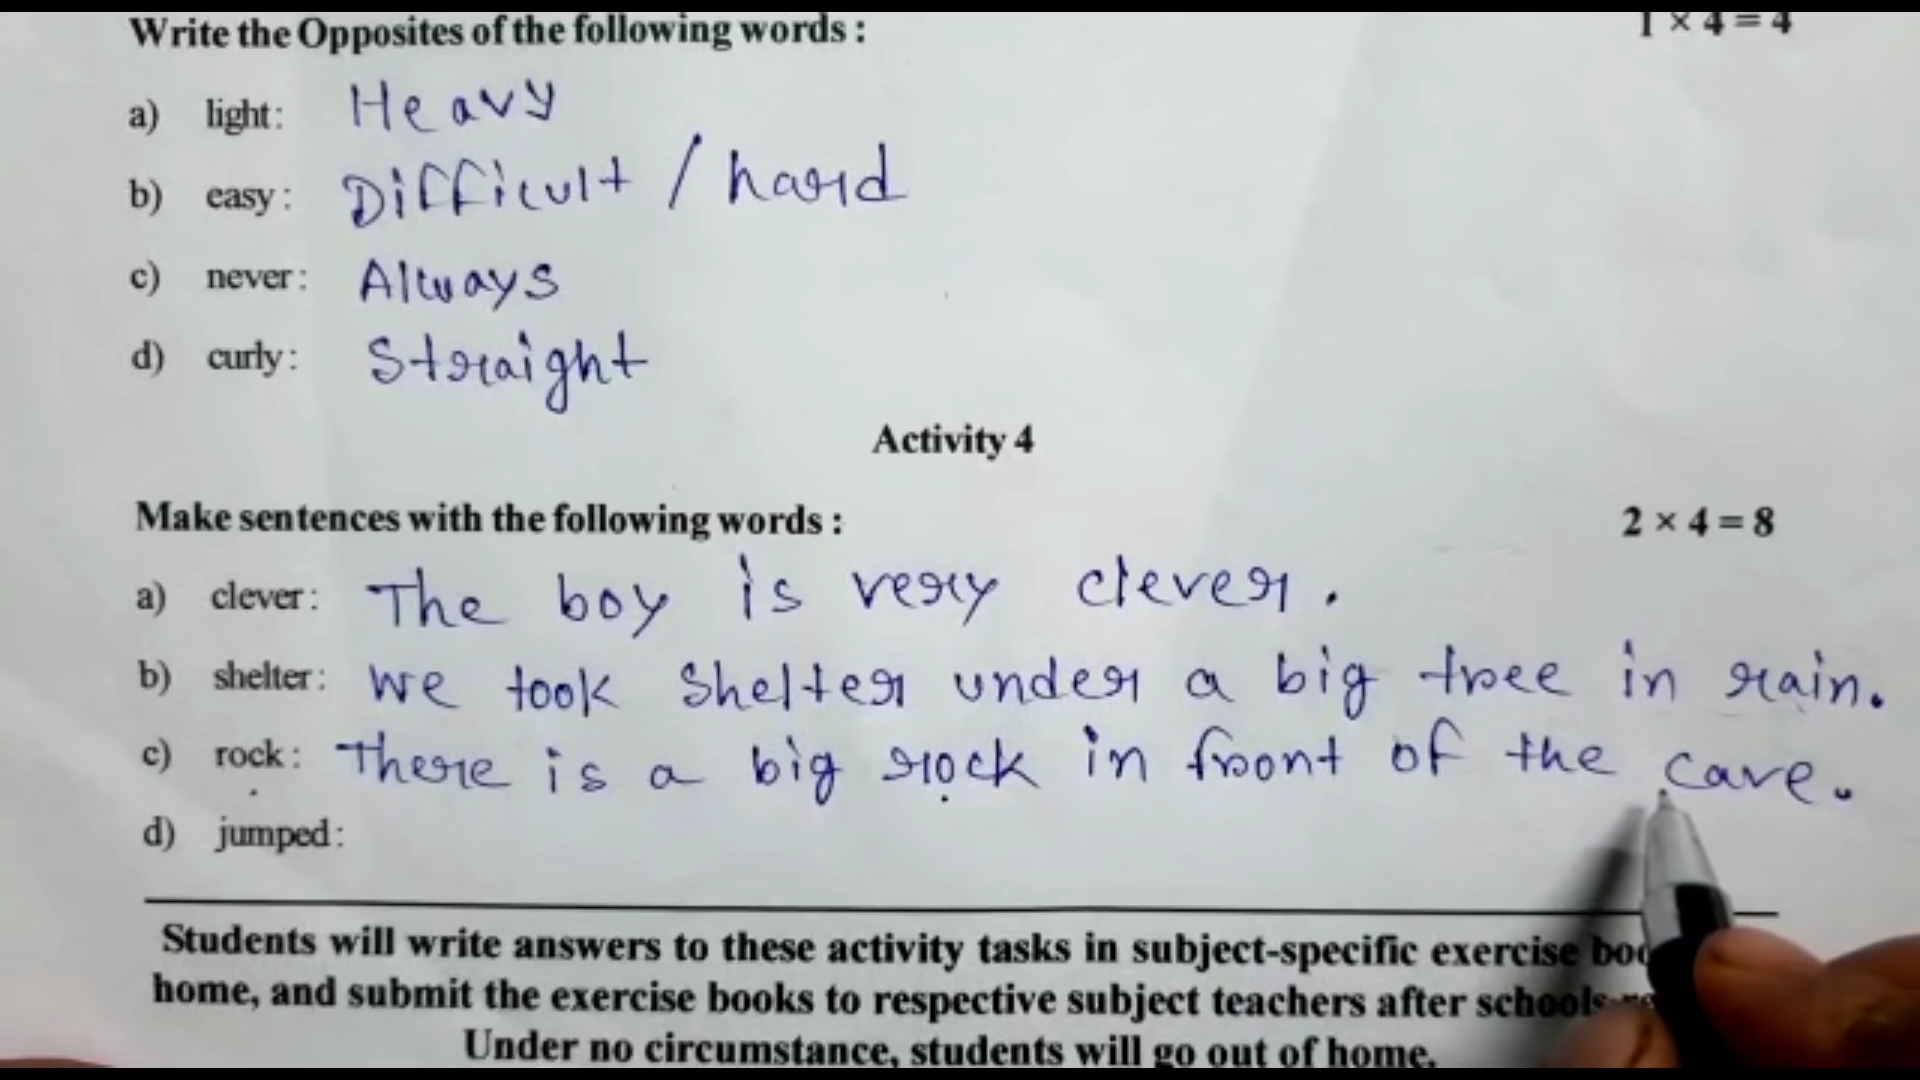 Write the Opposites of the following words : 1 × 4 = 4
a) light: Heavy
b) easy: Difficult / hard
c) never: Always
d) curly: Straight
Activity 4
Make sentences with the following words : 2 × 4 = 8
a) clever: The boy is very clever.
b) shelter: We took Shelter under a big tree in rain.
c) rock: There is a big rock in front of the cave.
d) jumped:
Students will write answers to these activity tasks in subject-specific exercise
home, and submit the exercise books to respective subject teachers after schools
Under no circumstance, students will go out of home.